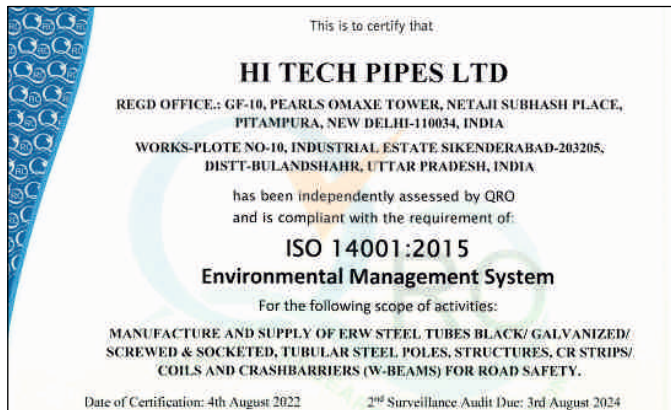 This is to certify that
HI TECH PIPES LTD
REGD OFFICE.: GF-10, PEARLS OMAXE TOWER, NETAJI SUBHASH PLACE,
PITAMPURA, NEW DELHI-110034, INDIA
WORKS-PLOTE NO-10, INDUSTRIAL ESTATE SIKENDERABAD-203205,
DISTT-BULANDSHAHR, UTTAR PRADESH, INDIA
has been independently assessed by QRO
and is compliant with the requirement of:
ISO 14001:2015
Environmental Management System
For the following scope of activities:
MANUFACTURE AND SUPPLY OF ERW STEEL TUBES BLACK/ GALVANIZED/
SCREWED & SOCKETED, TUBULAR STEEL POLES, STRUCTURES, CR STRIPS/
COILS AND CRASHBARRIERS (W-BEAMS) FOR ROAD SAFETY.
Date of Certification: 4th August 2022 2nd Surveillance Audit Due: 3rd August 2024